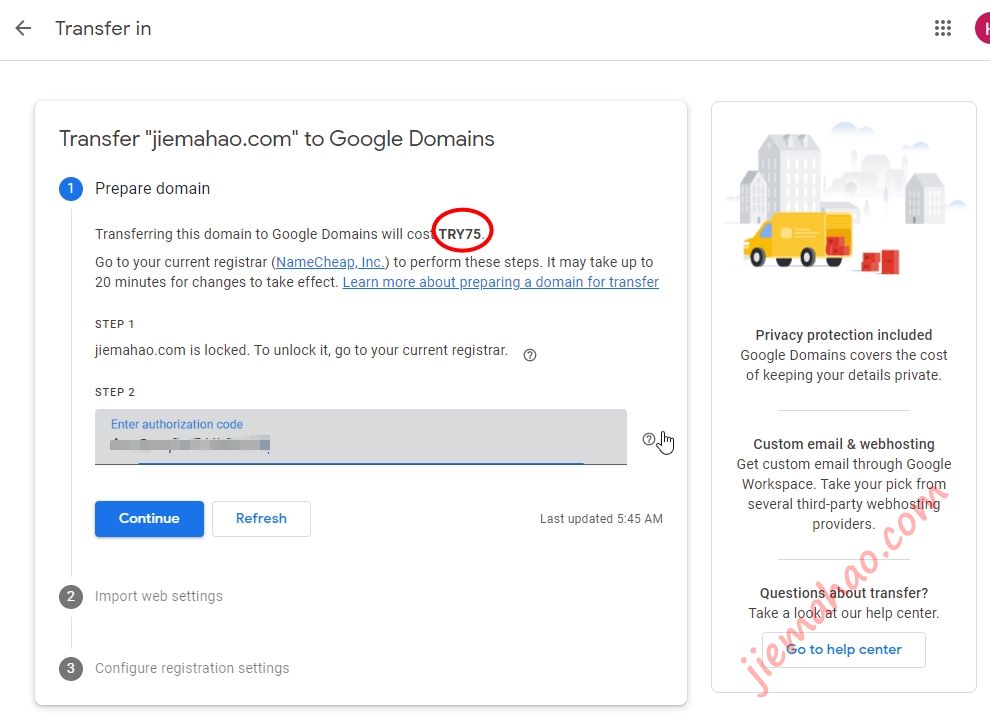 Transfer in
H
Transfer "jiemahao.com" to Google Domains
1 Prepare domain
Transferring this domain to Google Domains will cost TRY75.
Go to your current registrar (NameCheap, Inc.) to perform these steps. It may take up to
20 minutes for changes to take effect. Learn more about preparing a domain for transfer
STEP 1
jiemahao.com is locked. To unlock it, go to your current registrar.
STEP 2
Enter authorization code
Continue
Refresh
Last updated 5:45 AM
2 Import web settings
3 Configure registration settings
Privacy protection included
Google Domains covers the cost
of keeping your details private.
Custom email & webhosting
Get custom email through Google
Workspace. Take your pick from
several third-party webhosting
providers.
Questions about transfer?
Take a look at our help center.
Go to help center
jiemahao.com